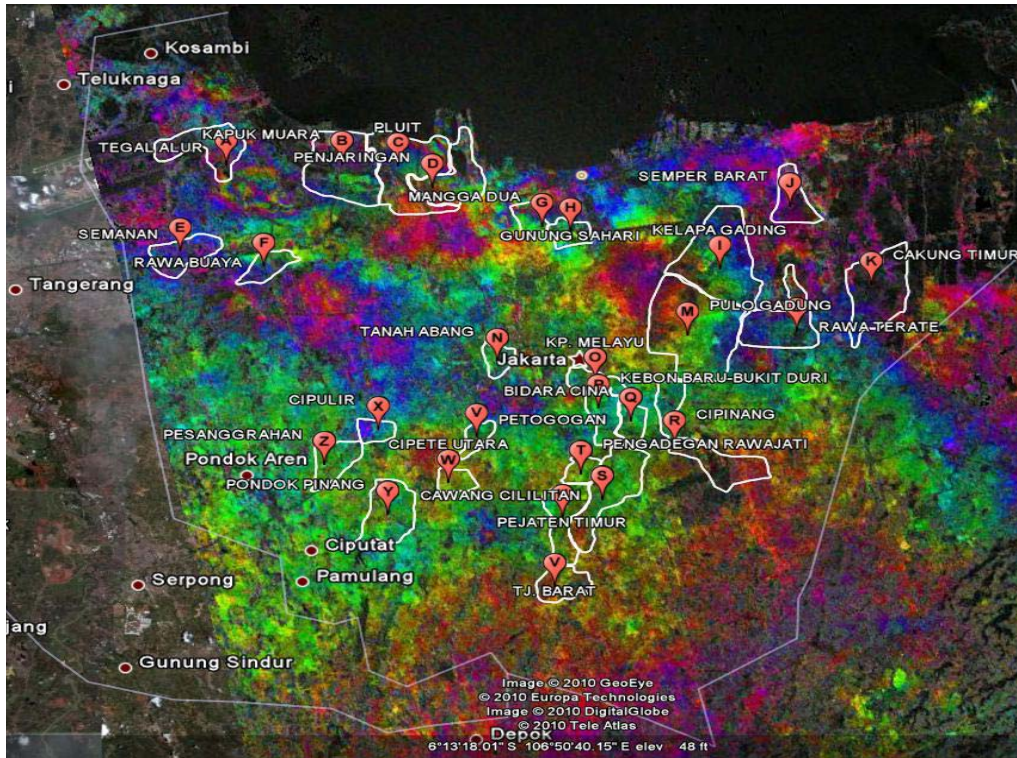 Kosambi
Teluknaga
i
KAPUK MUARA
B
PLUIT
C
TEGAL ALUR
A
PENJARINGAN
D
MANGGA DUA
SEMPER BARAT
J
G
H
SEMANAN
E
GUNUNG SAHARI
KELAPA GADING
I
RAWA BUAYA
F
K
CAKUNG TIMUR
Tangerang
M
PULO GADUNG
RAWA TERATE
TANAH ABANG
N
KP. MELAYU
Jakarta
O
P
KEBON BARU-BUKIT DURI
BIDARA CINA
Q
CIPULIR
X
V
PETOGOGAN
R
CIPINANG
PESANGGRAHAN
Z
CIPETE UTARA
T
PENGADEGAN RAWAJATI
Pondok Aren
W
PONDOK PINANG
Y
CAWANG CILILITAN
S
PEJATEN TIMUR
Ciputat
V
Serpong
Pamulang
TJ. BARAT
jang
Gunung Sindur
Image © 2010 GeoEye
© 2010 Europa Technologies
Image © 2010 DigitalGlobe
© 2010 Tele Atlas
Depok
6°13'18.01" S 106°50'40.15" E elev 48 ft